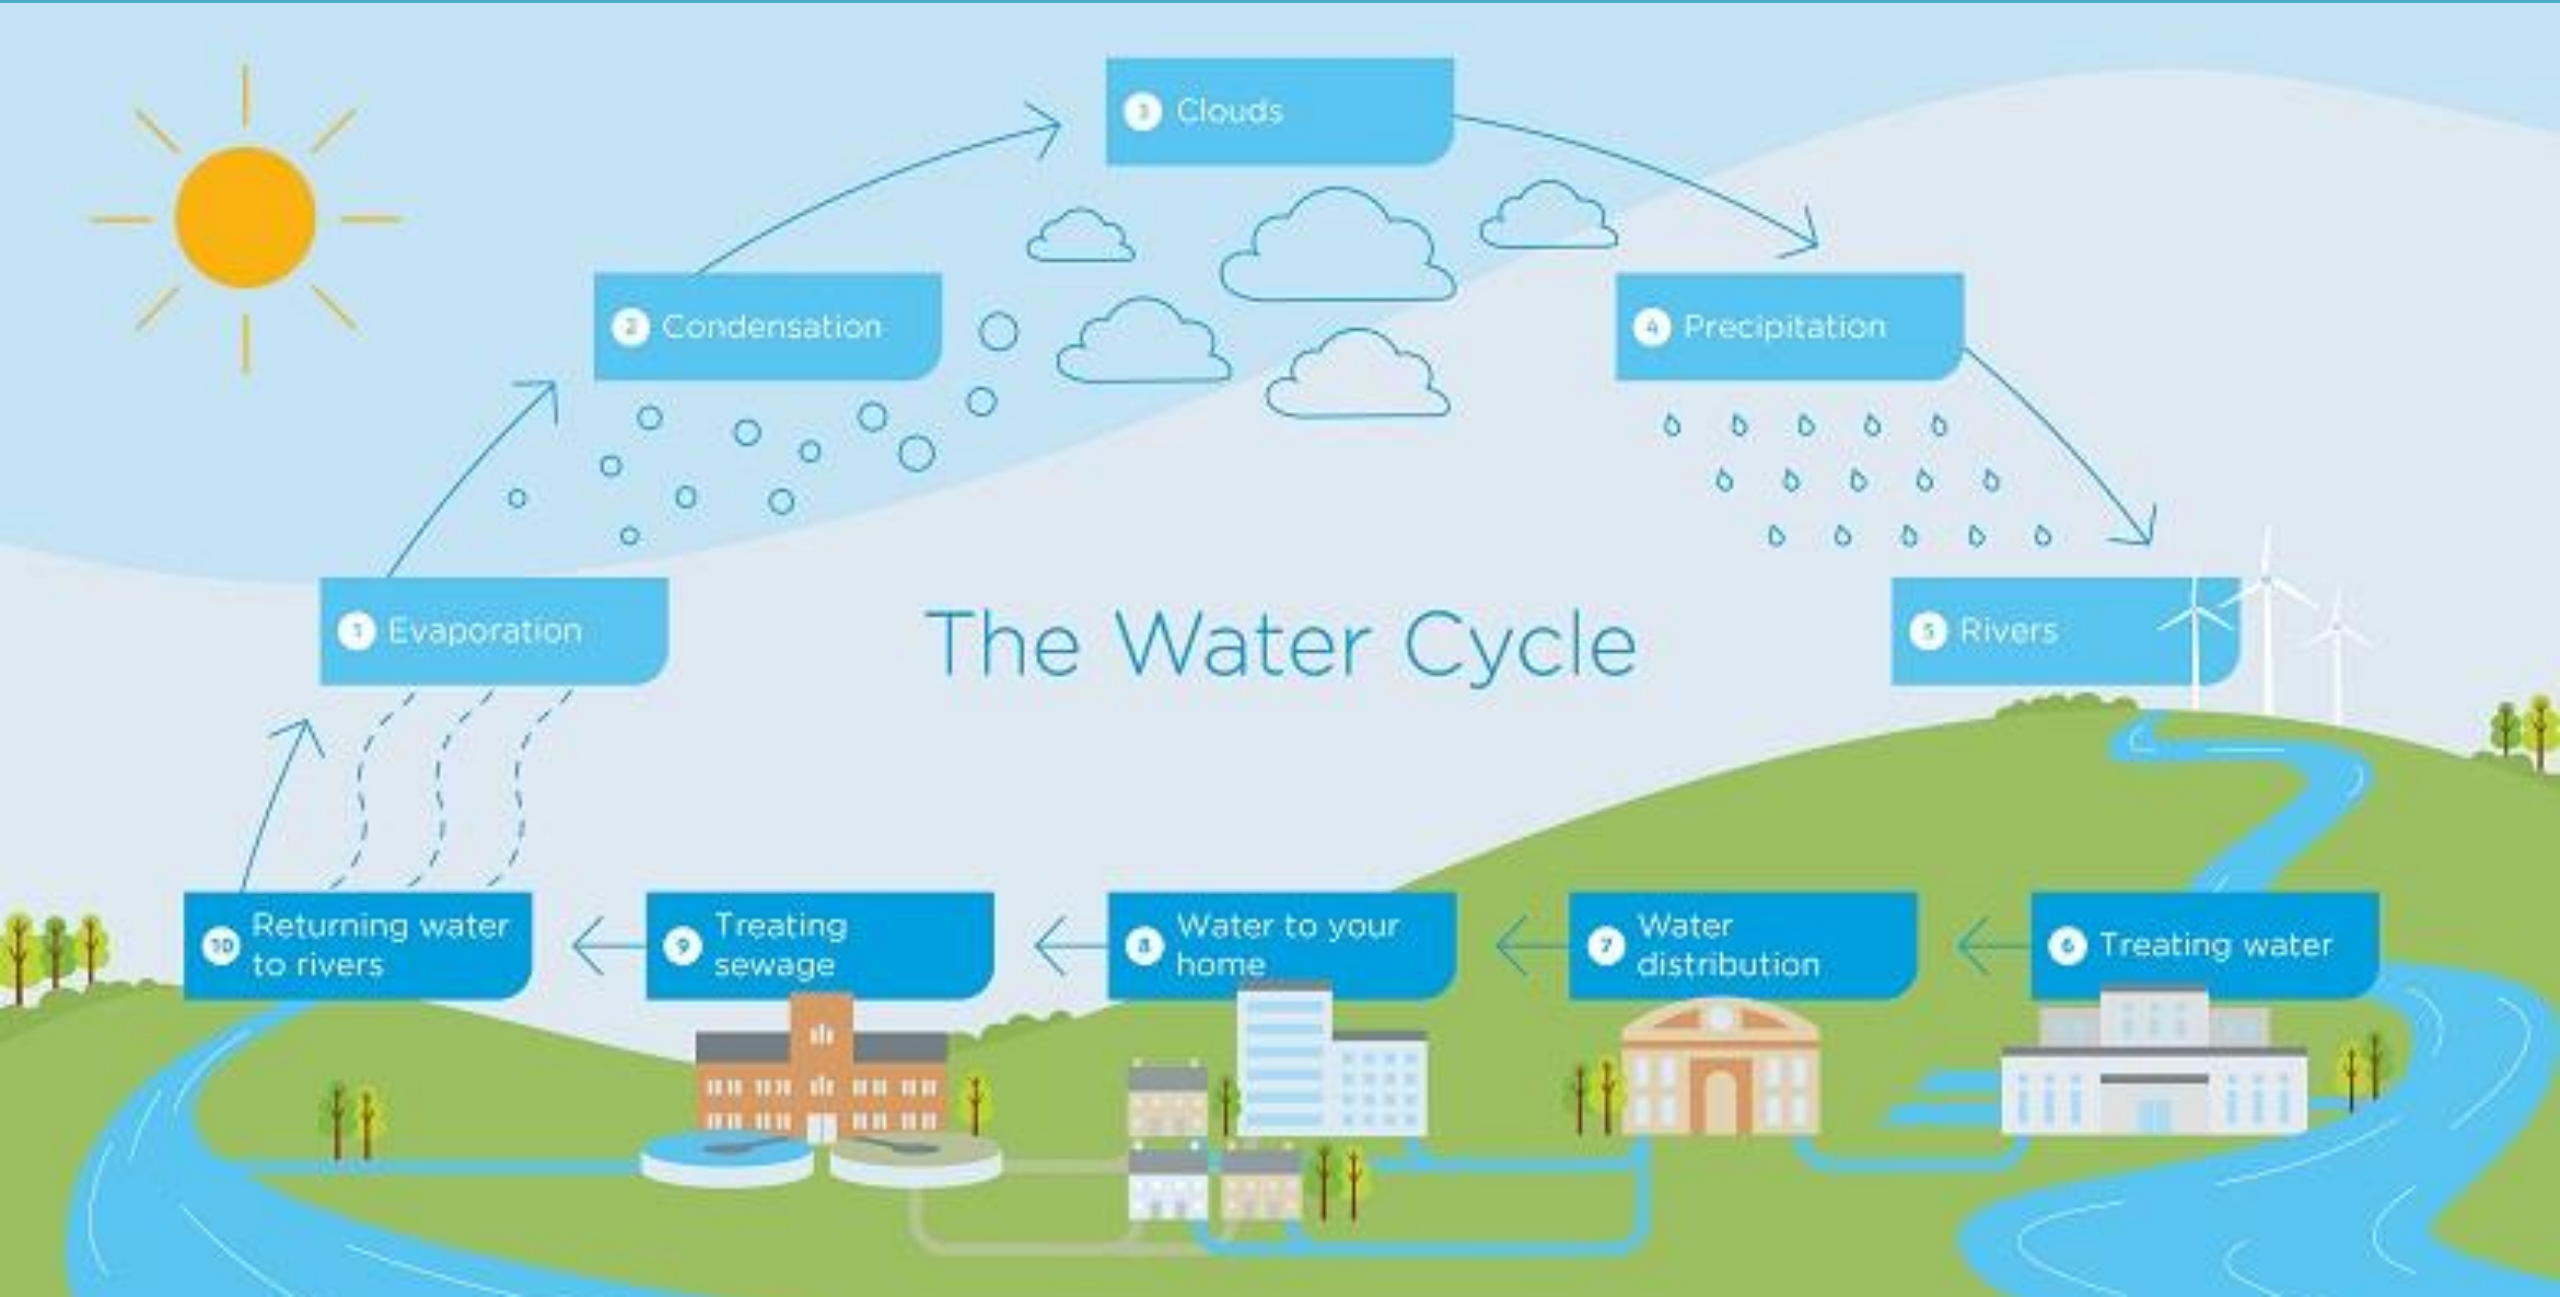 3 Clouds
2 Condensation
4 Precipitation
1 Evaporation
The Water Cycle
5 Rivers
10 Returning water
to rivers
9 Treating
sewage
8 Water to your
home
7 Water
distribution
6 Treating water